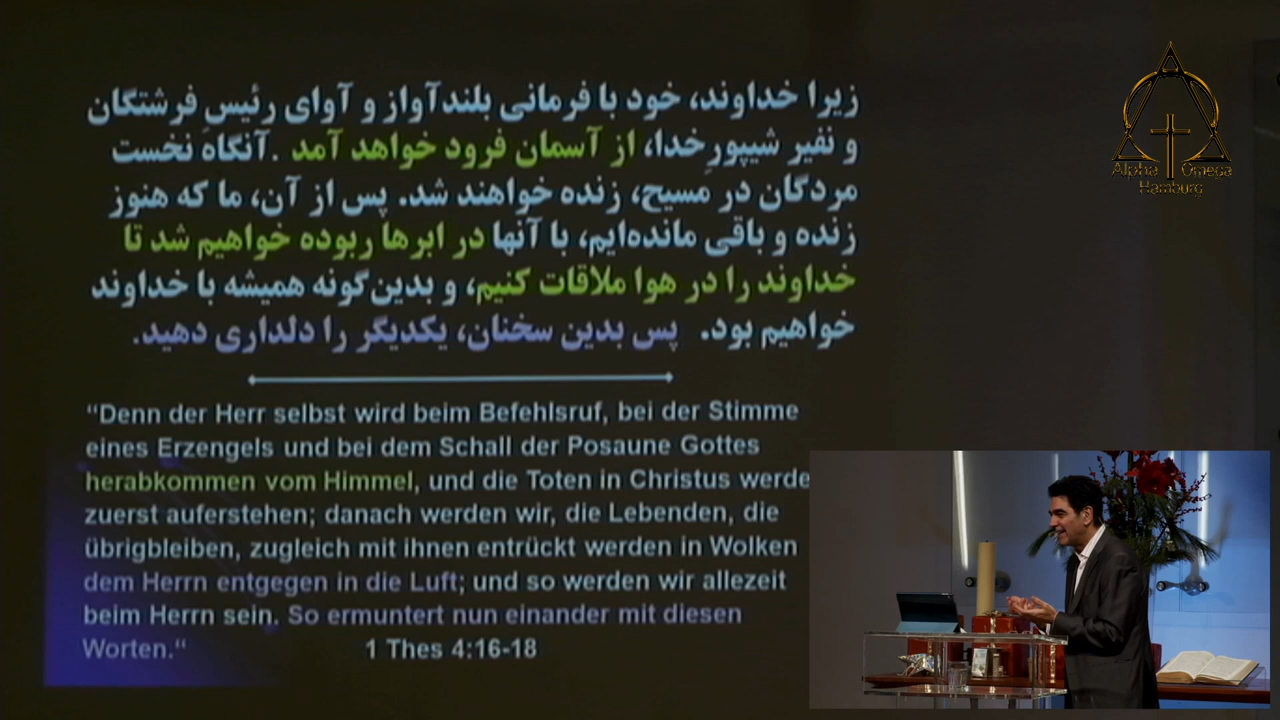 زیرا خداوند، خود با فرمانی بلندآواز و آوای رئیسِ فرشتگان
و نفیر شیپورِ خدا، از آسمان فرود خواهد آمد .آنگاه نخست
مردگان در مسیح، زنده خواهند شد. پس از آن، ما که هنوز
زنده و باقی مانده‌ایم، با آنها در ابرها ربوده خواهیم شد تا
خداوند را در هوا ملاقات کنیم، و بدین‌گونه همیشه با خداوند
خواهیم بود. پس بدین سخنان، یکدیگر را دلداری دهید.
“Denn der Herr selbst wird beim Befehlsruf, bei der Stimme
eines Erzengels und bei dem Schall der Posaune Gottes
herabkommen vom Himmel, und die Toten in Christus werde
zuerst auferstehen; danach werden wir, die Lebenden, die
übrigbleiben, zugleich mit ihnen entrückt werden in Wolken
dem Herrn entgegen in die Luft; und so werden wir allezeit
beim Herrn sein. So ermuntert nun einander mit diesen
Worten.“ 1 Thes 4:16-18
Alpha Omega
Hamburg